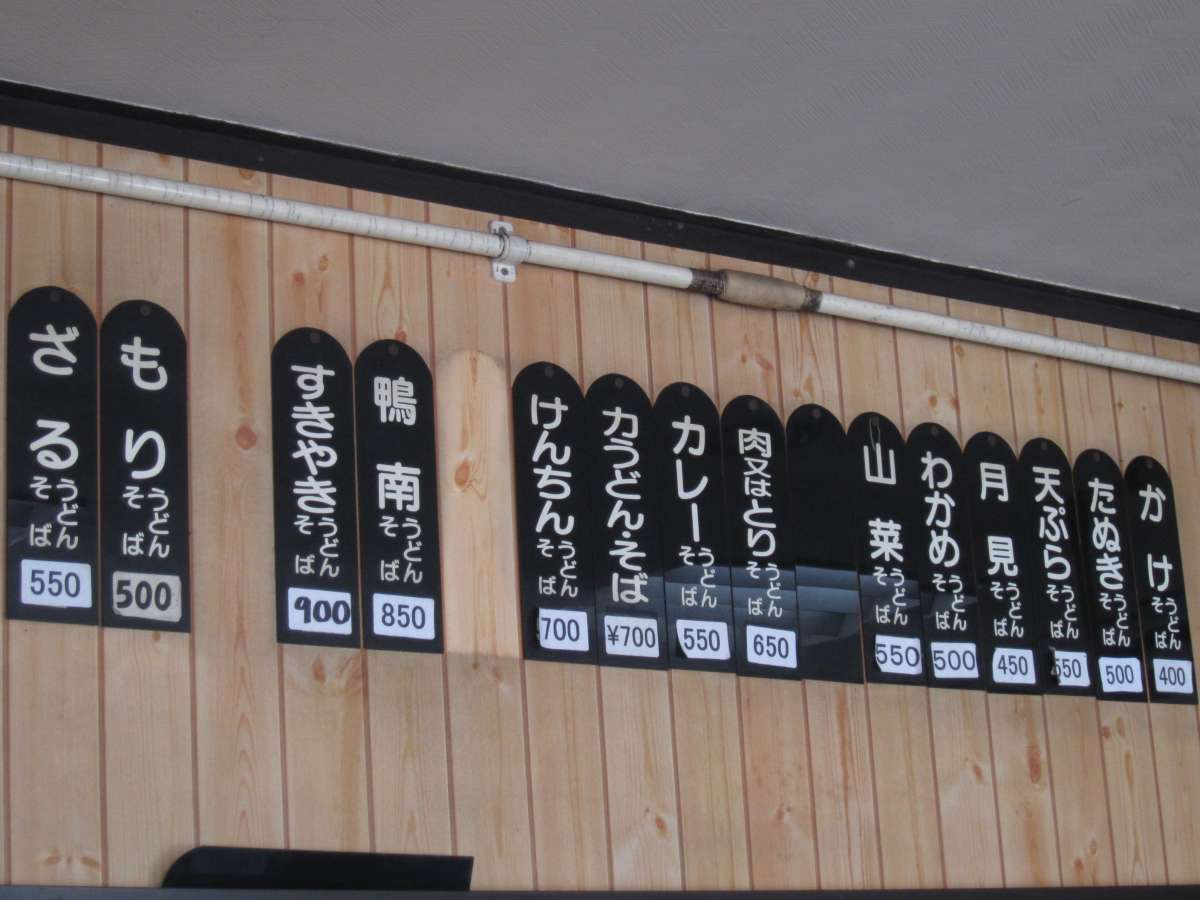 かけ
うどん
そば
400
たぬき
うどん
そば
500
天ぷら
うどん
そば
550
月見
うどん
そば
450
わかめ
うどん
そば
500
山菜
うどん
そば
550
肉又はとり
うどん
そば
650
カレー
うどん
そば
550
力うどん・そば
¥700
けんちん
うどん
そば
700
鴨南
うどん
そば
850
すきやき
うどん
そば
900
もり
うどん
そば
500
ざる
うどん
そば
550